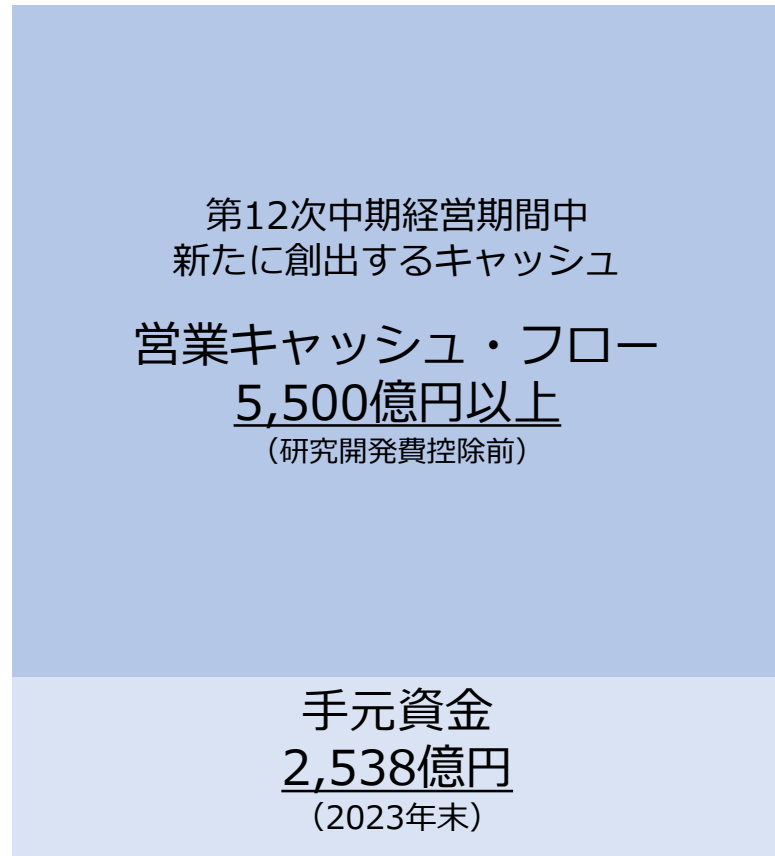 第12次中期経営期間中
新たに創出するキャッシュ
営業キャッシュ・フロー
5,500億円以上
（研究開発費控除前）
手元資金
2,538億円
（2023年末）